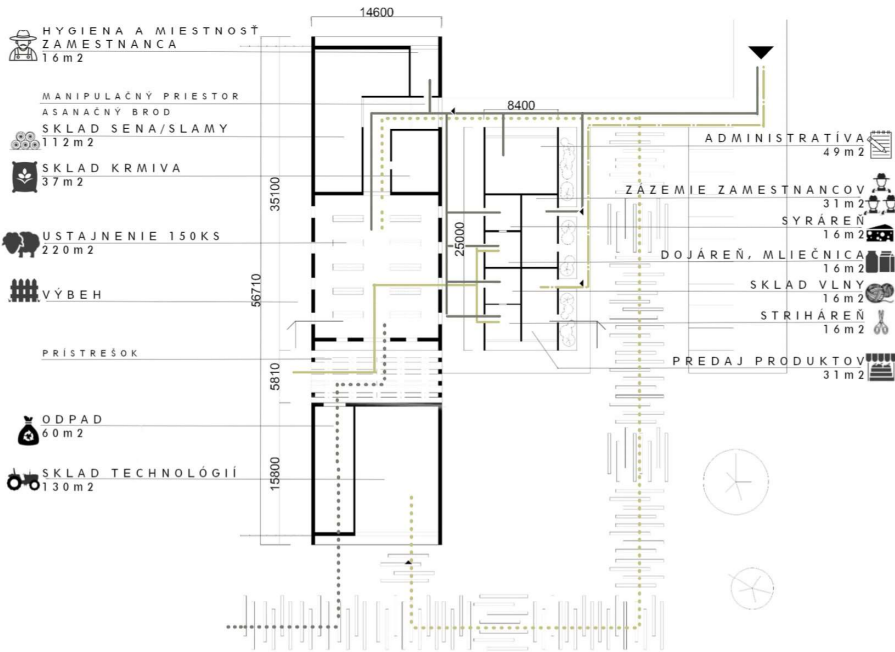 14600
HYGIENA A MIESTNOSŤ
ZAMESTNANCA
16m2
MANIPULAČNÝ PRIESTOR
ASANAČNÝ BROD
SKLAD SENA/SLAMY
112m2
SKLAD KRMIVA
37m2
USTAJNENIE 150KS
220m2
VÝBEH
PRÍSTREŠOK
ODPAD
60m2
SKLAD TECHNOLÓGIÍ
130m2
35100
56710
5810
15800
8400
25000
ADMINISTRATÍVA
49m2
ZÁZEMIE ZAMESTNANCOV
31m2
SYRÁREŇ
16m2
DOJÁREŇ, MLIEČNICA
16m2
SKLAD VLNY
16m2
STRIHÁREŇ
16m2
PREDAJ PRODUKTOV
31m2